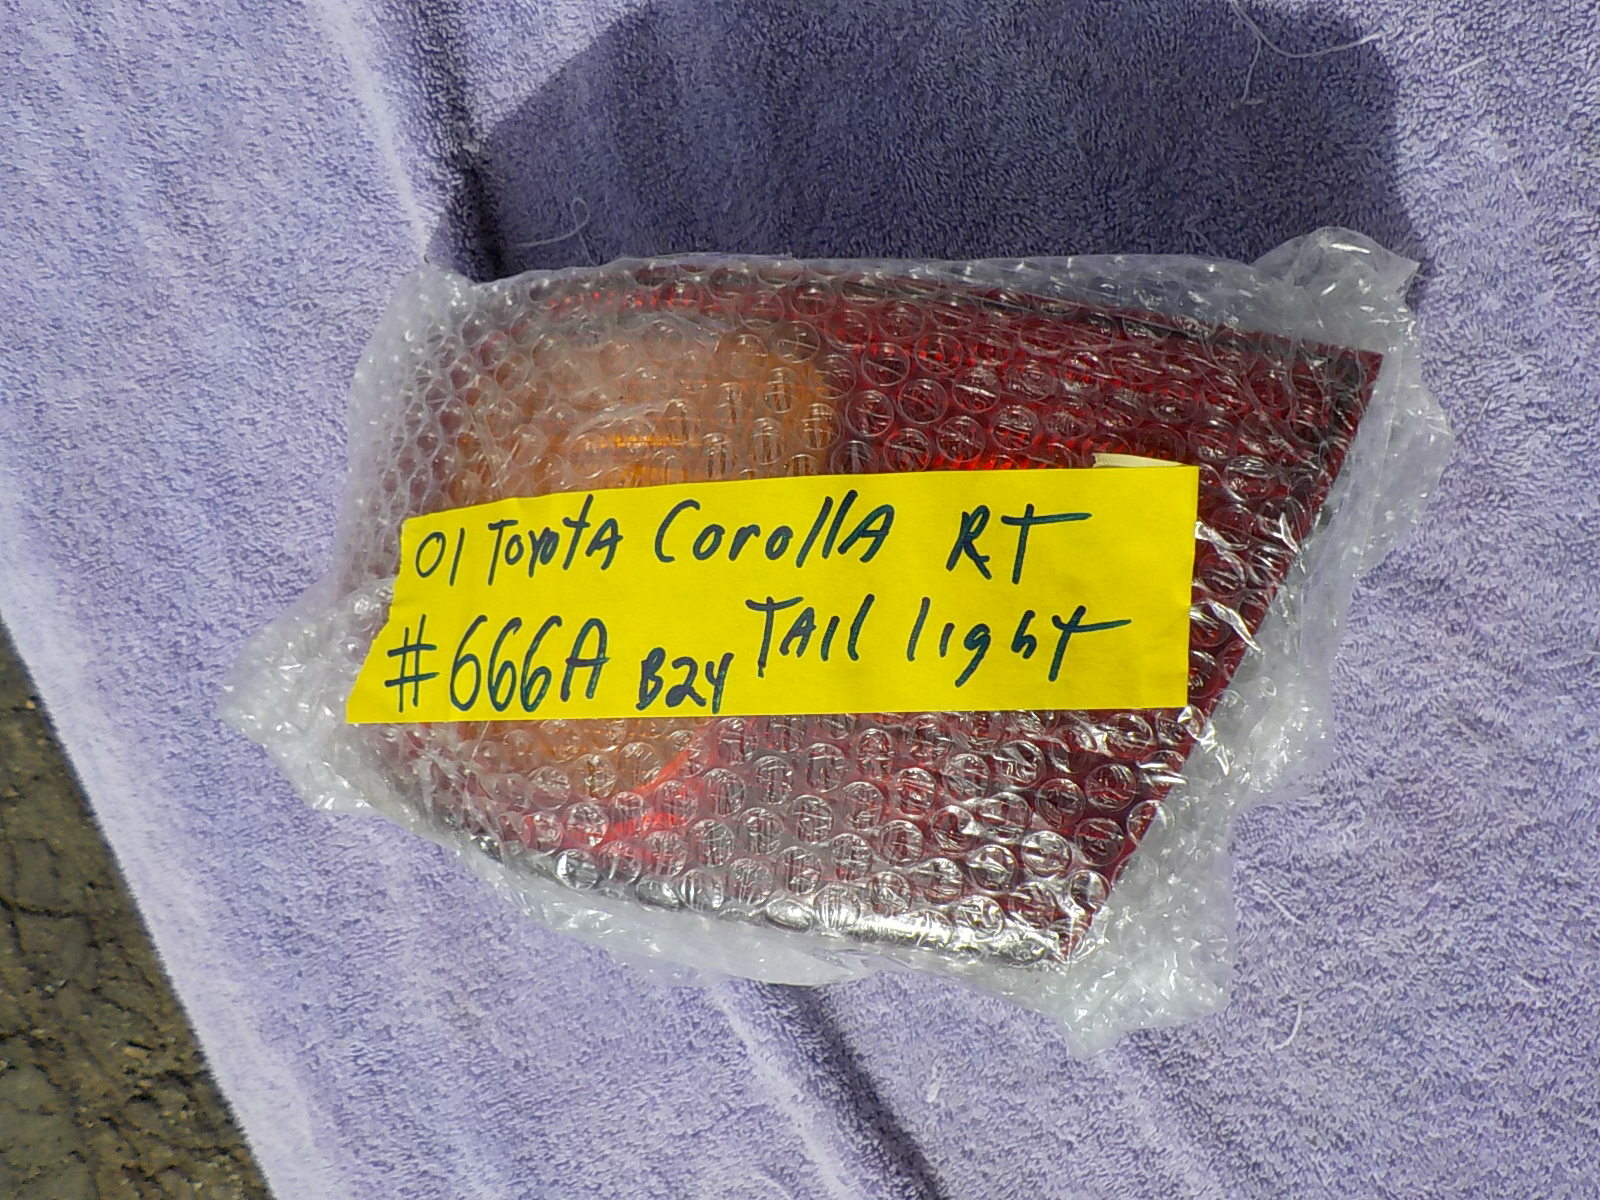 01 ToyotA CorollA RT
#666A B24 TAil light